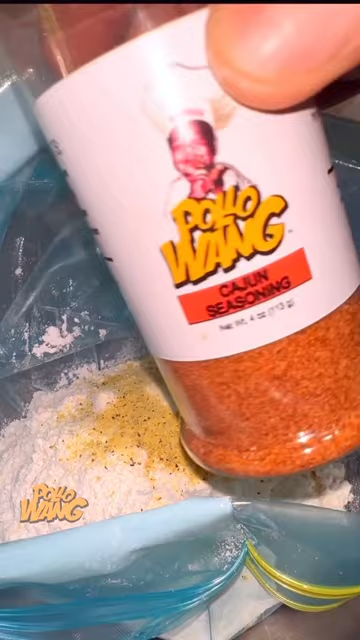 POLLO
WANG
CAJUN
SEASONING
Net Wt. 4 oz (113 g)
POLLO
WANG